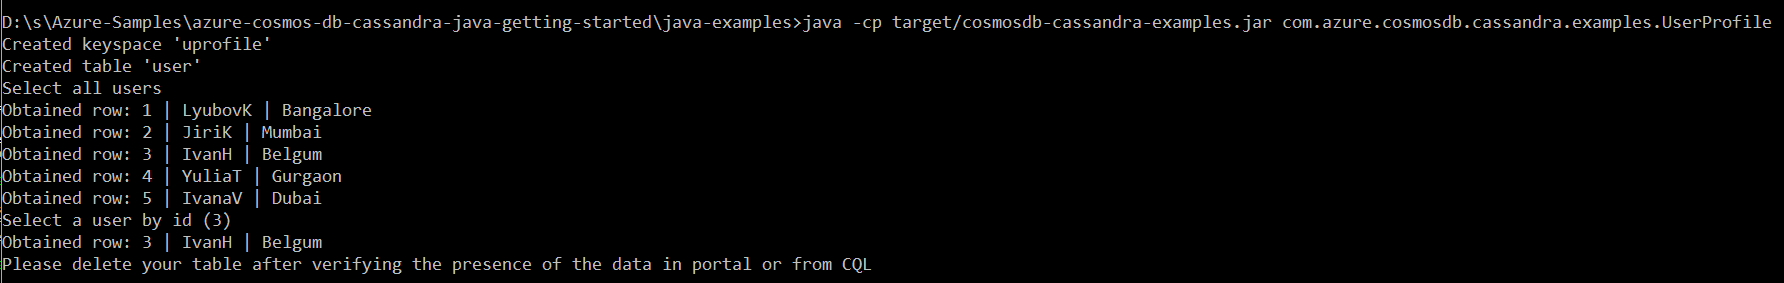 D:\s\Azure-Samples\azure-cosmos-db-cassandra-java-getting-started\java-examples>java -cp target/cosmosdb-cassandra-examples.jar com.azure.cosmosdb.cassandra.examples.UserProfile
Created keyspace 'uprofile'
Created table 'user'
Select all users
Obtained row: 1 | LyubovK | Bangalore
Obtained row: 2 | JiriK | Mumbai
Obtained row: 3 | IvanH | Belgum
Obtained row: 4 | YuliaT | Gurgaon
Obtained row: 5 | IvanaV | Dubai
Select a user by id (3)
Obtained row: 3 | IvanH | Belgum
Please delete your table after verifying the presence of the data in portal or from CQL